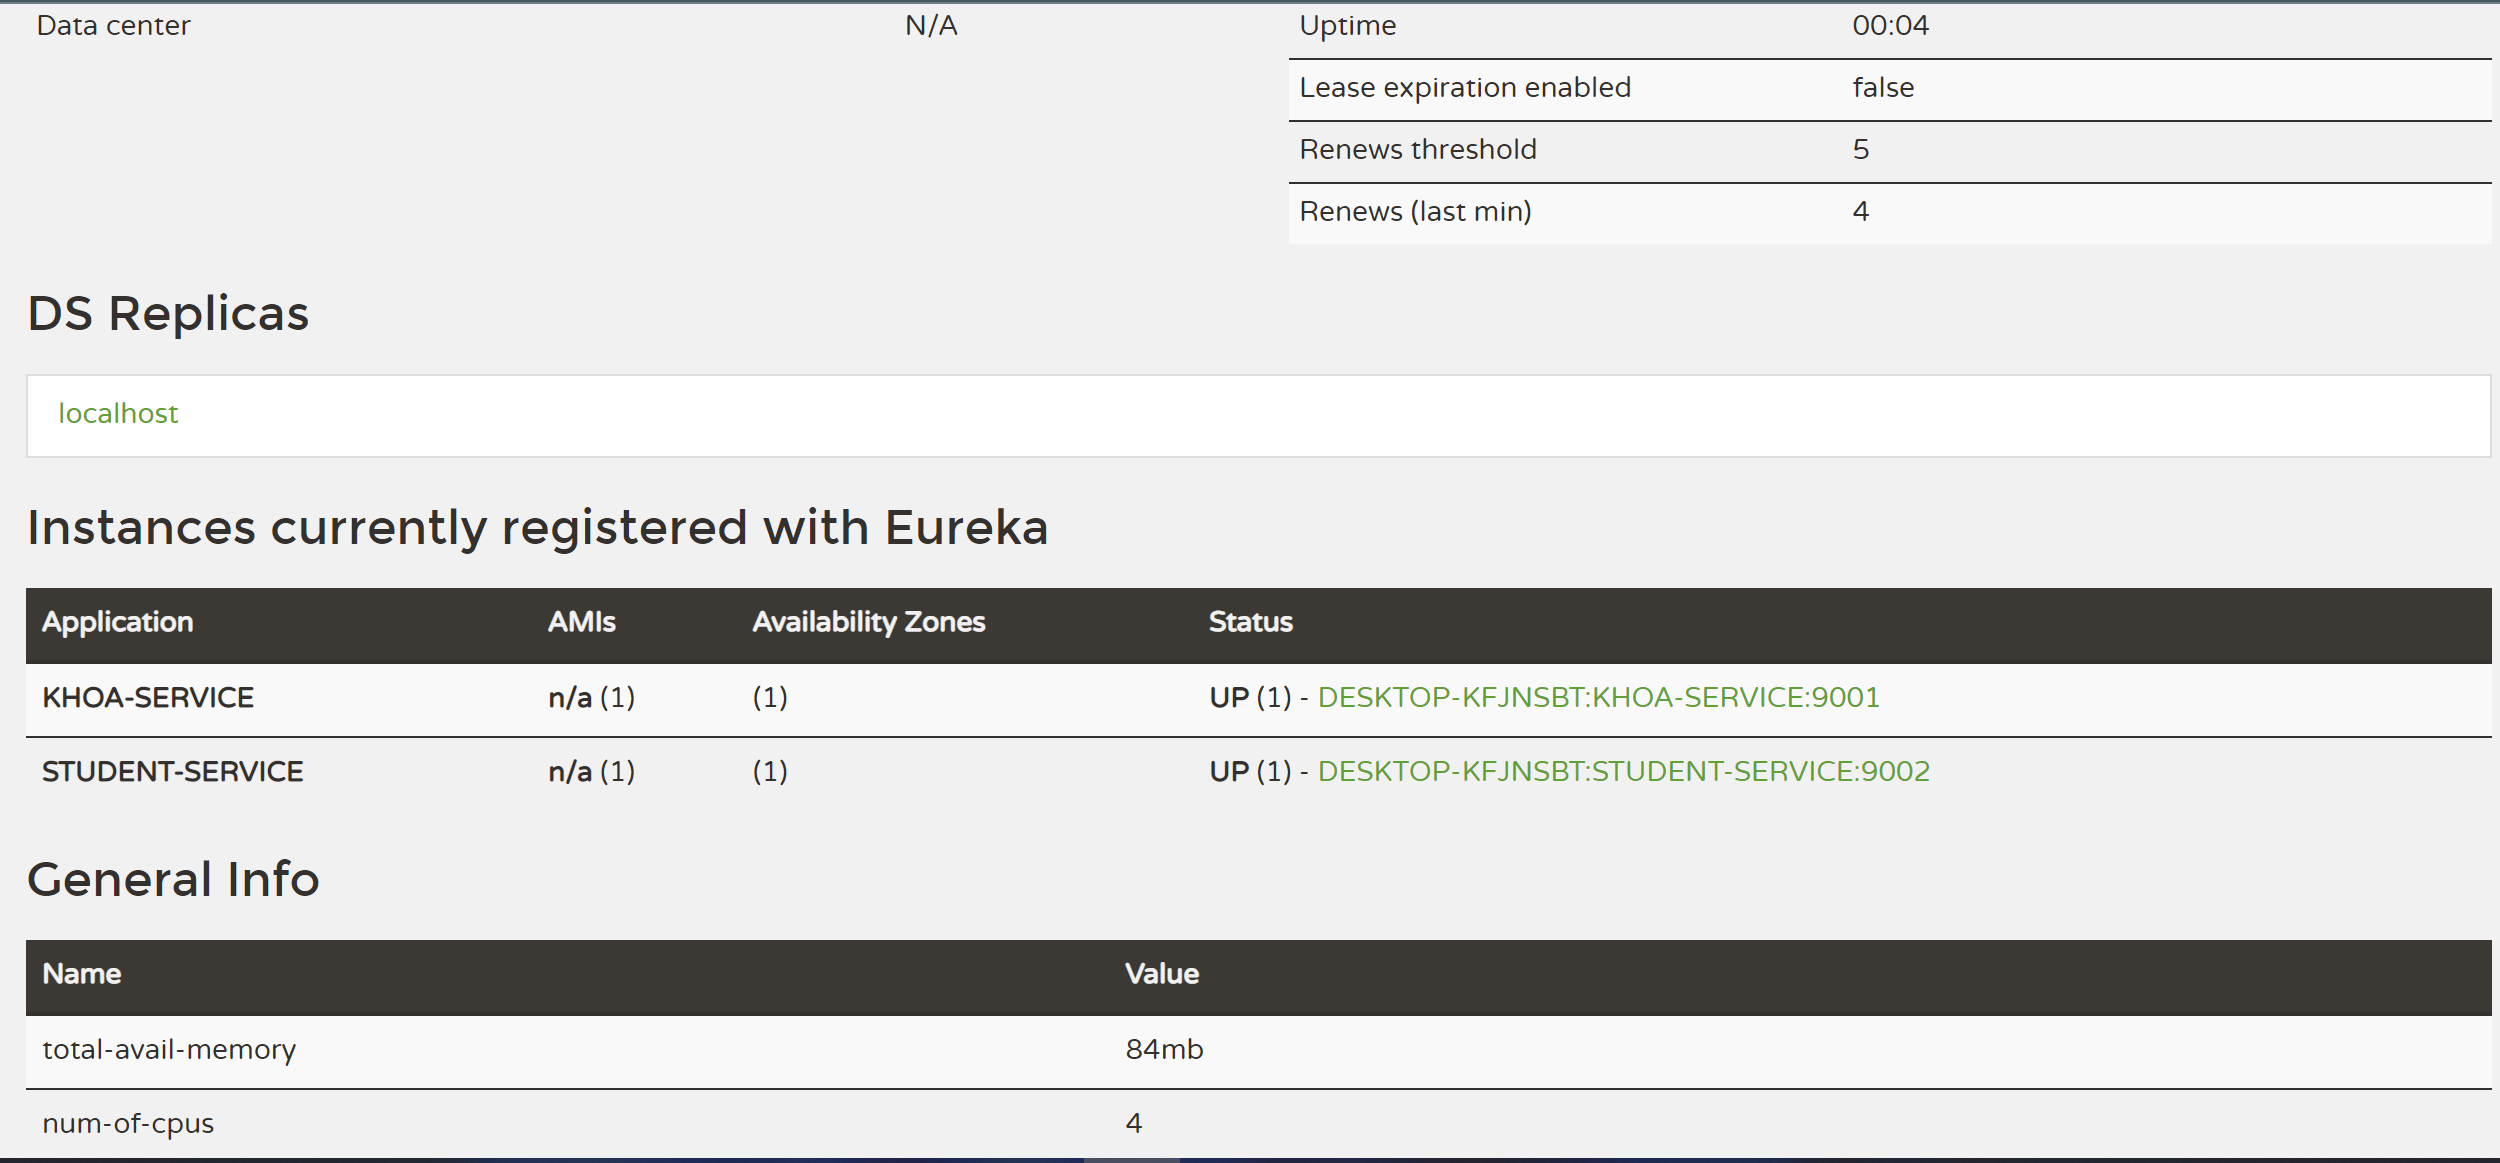 Data center N/A Uptime 00:04
Lease expiration enabled false
Renews threshold 5
Renews (last min) 4
DS Replicas
localhost
Instances currently registered with Eureka
Application AMIs Availability Zones Status
KHOA-SERVICE n/a (1) (1) UP (1) - DESKTOP-KFJNSBT:KHOA-SERVICE:9001
STUDENT-SERVICE n/a (1) (1) UP (1) - DESKTOP-KFJNSBT:STUDENT-SERVICE:9002
General Info
Name Value
total-avail-memory 84mb
num-of-cpus 4